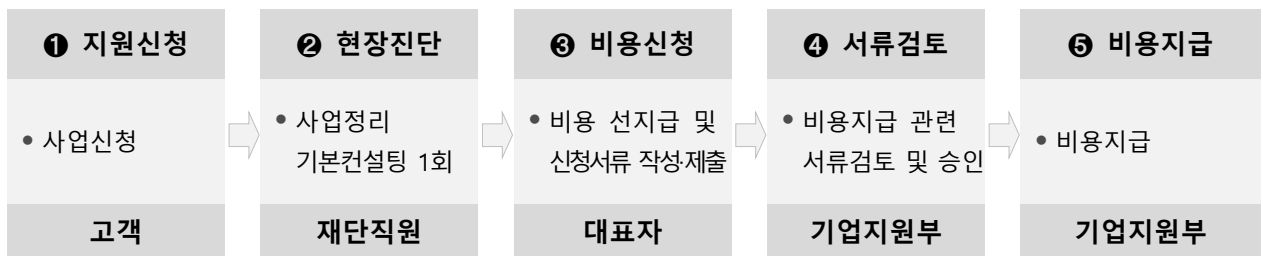 ❶ 지원신청
❷ 현장진단
❸ 비용신청
❹ 서류검토
❺ 비용지급
• 사업신청
• 사업정리
기본컨설팅 1회
• 비용 선지급 및
신청서류 작성·제출
• 비용지급 관련
서류검토 및 승인
• 비용지급
고객
재단직원
대표자
기업지원부
기업지원부